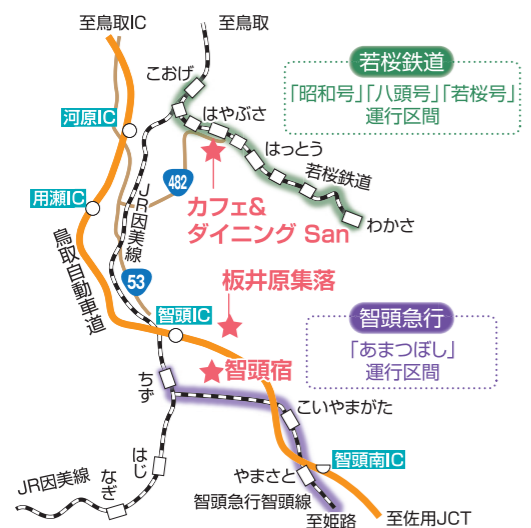 至鳥取IC
至鳥取
こおげ
河原IC
はやぶさ
はっとう
若桜鉄道
わかさ
若桜鉄道
「昭和号」「八頭号」「若桜号」
運行区間
482
カフェ&
ダイニング San
用瀬IC
JR因美線
鳥取自動車道
53
板井原集落
智頭IC
智頭宿
智頭急行
「あまつぼし」
運行区間
ちず
こいやまがた
はじ
なぎ
JR因美線
やまさと
智頭南IC
智頭急行智頭線
至姫路
至佐用JCT